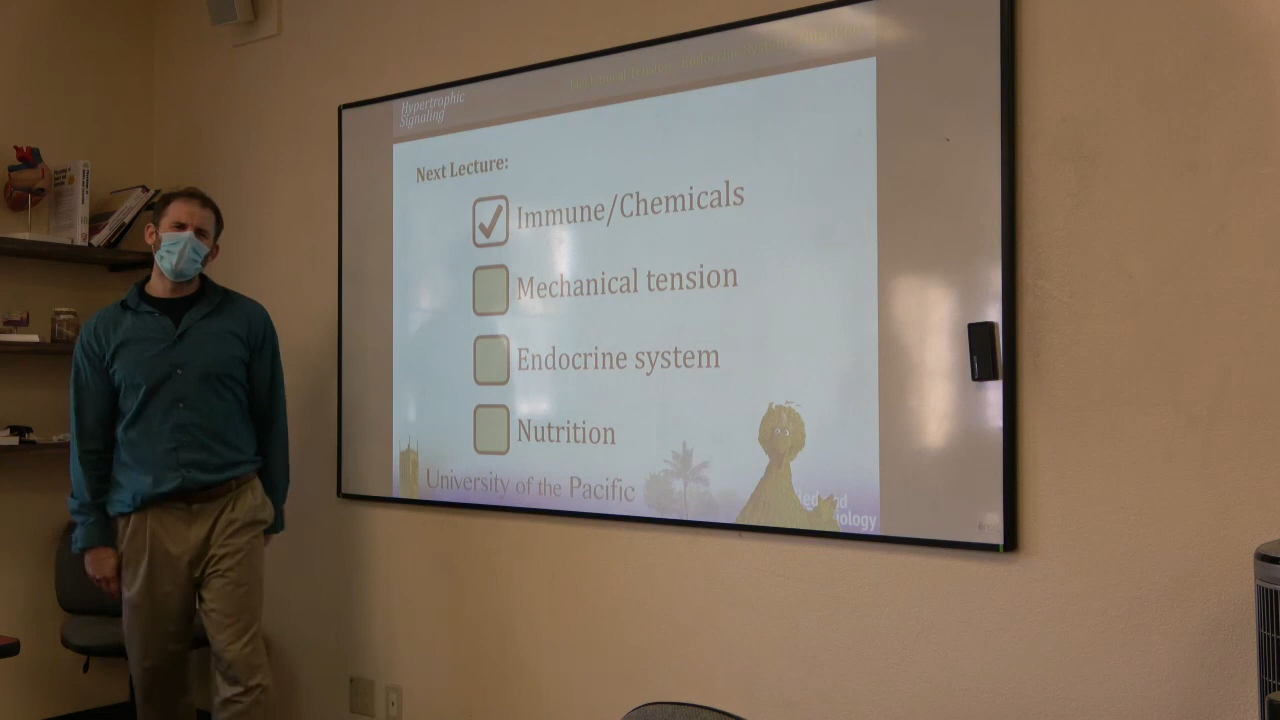 Hypertrophic
Signaling
Next Lecture:
Immune/Chemicals
Mechanical tension
Endocrine system
Nutrition
University of the Pacific